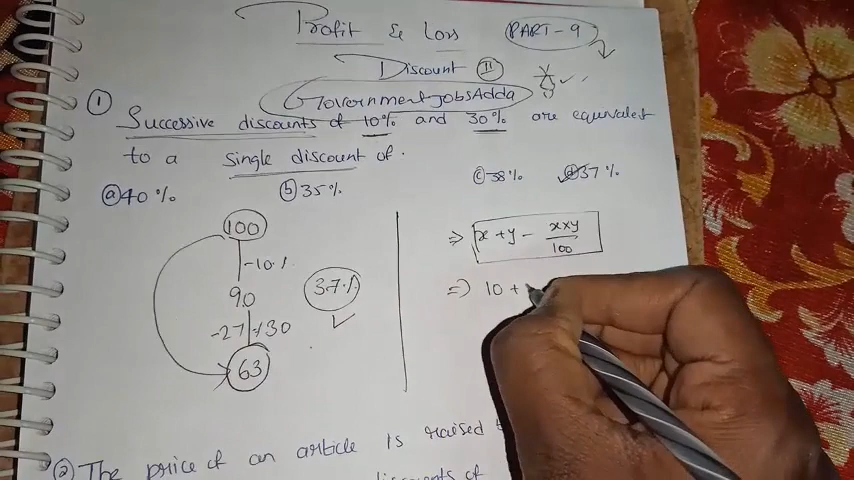 Profit & Loss PART-9
Discount II
GovernmentjobsAdda
① Successive discounts of 10% and 30% are equivalent
to a single discount of.
ⓐ 40% ⓑ 35% ⓒ 38% ⓓ 37%
100
-10%
90
-27 30
63
37%
⇒ x + y - x×y/100
⇒ 10 +
② The price of an article is raised
discounts of